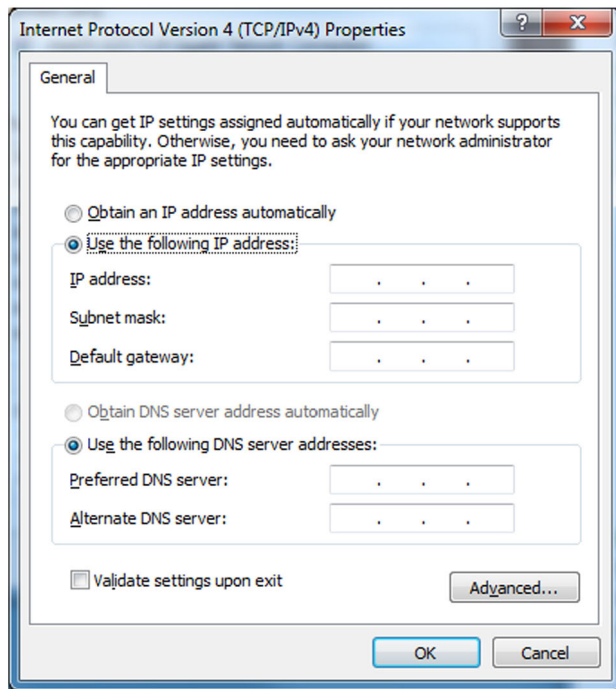 Internet Protocol Version 4 (TCP/IPv4) Properties
?
X
General
You can get IP settings assigned automatically if your network supports
this capability. Otherwise, you need to ask your network administrator
for the appropriate IP settings.
Obtain an IP address automatically
Use the following IP address:
IP address: . . .
Subnet mask: . . .
Default gateway: . . .
Obtain DNS server address automatically
Use the following DNS server addresses:
Preferred DNS server: . . .
Alternate DNS server: . . .
Validate settings upon exit
Advanced...
OK Cancel